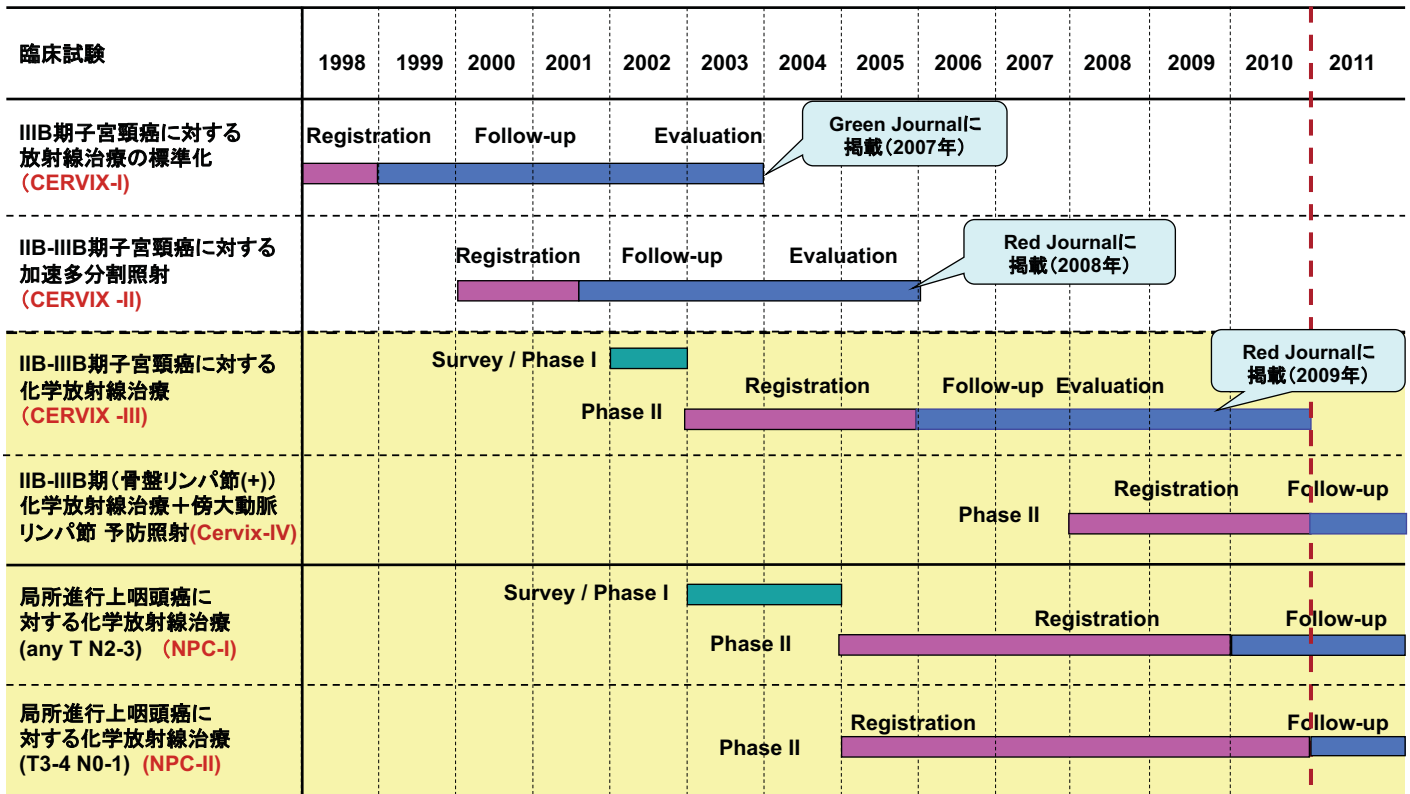 臨床試験
1998 1999 2000 2001 2002 2003 2004 2005 2006 2007 2008 2009 2010 2011
IIIB期子宮頸癌に対する
放射線治療の標準化
（CERVIX-I)
Registration Follow-up Evaluation
Green Journalに
掲載（2007年）
IIB-IIIB期子宮頸癌に対する
加速多分割照射
（CERVIX -II)
Registration Follow-up Evaluation
Red Journalに
掲載（2008年）
IIB-IIIB期子宮頸癌に対する
化学放射線治療
（CERVIX -III)
Survey / Phase I
Phase II
Registration Follow-up Evaluation
Red Journalに
掲載（2009年）
IIB-IIIB期（骨盤リンパ節(+)）
化学放射線治療＋傍大動脈
リンパ節 予防照射(Cervix-IV)
Phase II
Registration Follow-up
局所進行上咽頭癌に
対する化学放射線治療
(any T N2-3) （NPC-I)
Survey / Phase I
Phase II
Registration Follow-up
局所進行上咽頭癌に
対する化学放射線治療
(T3-4 N0-1) (NPC-II)
Phase II
Registration Follow-up